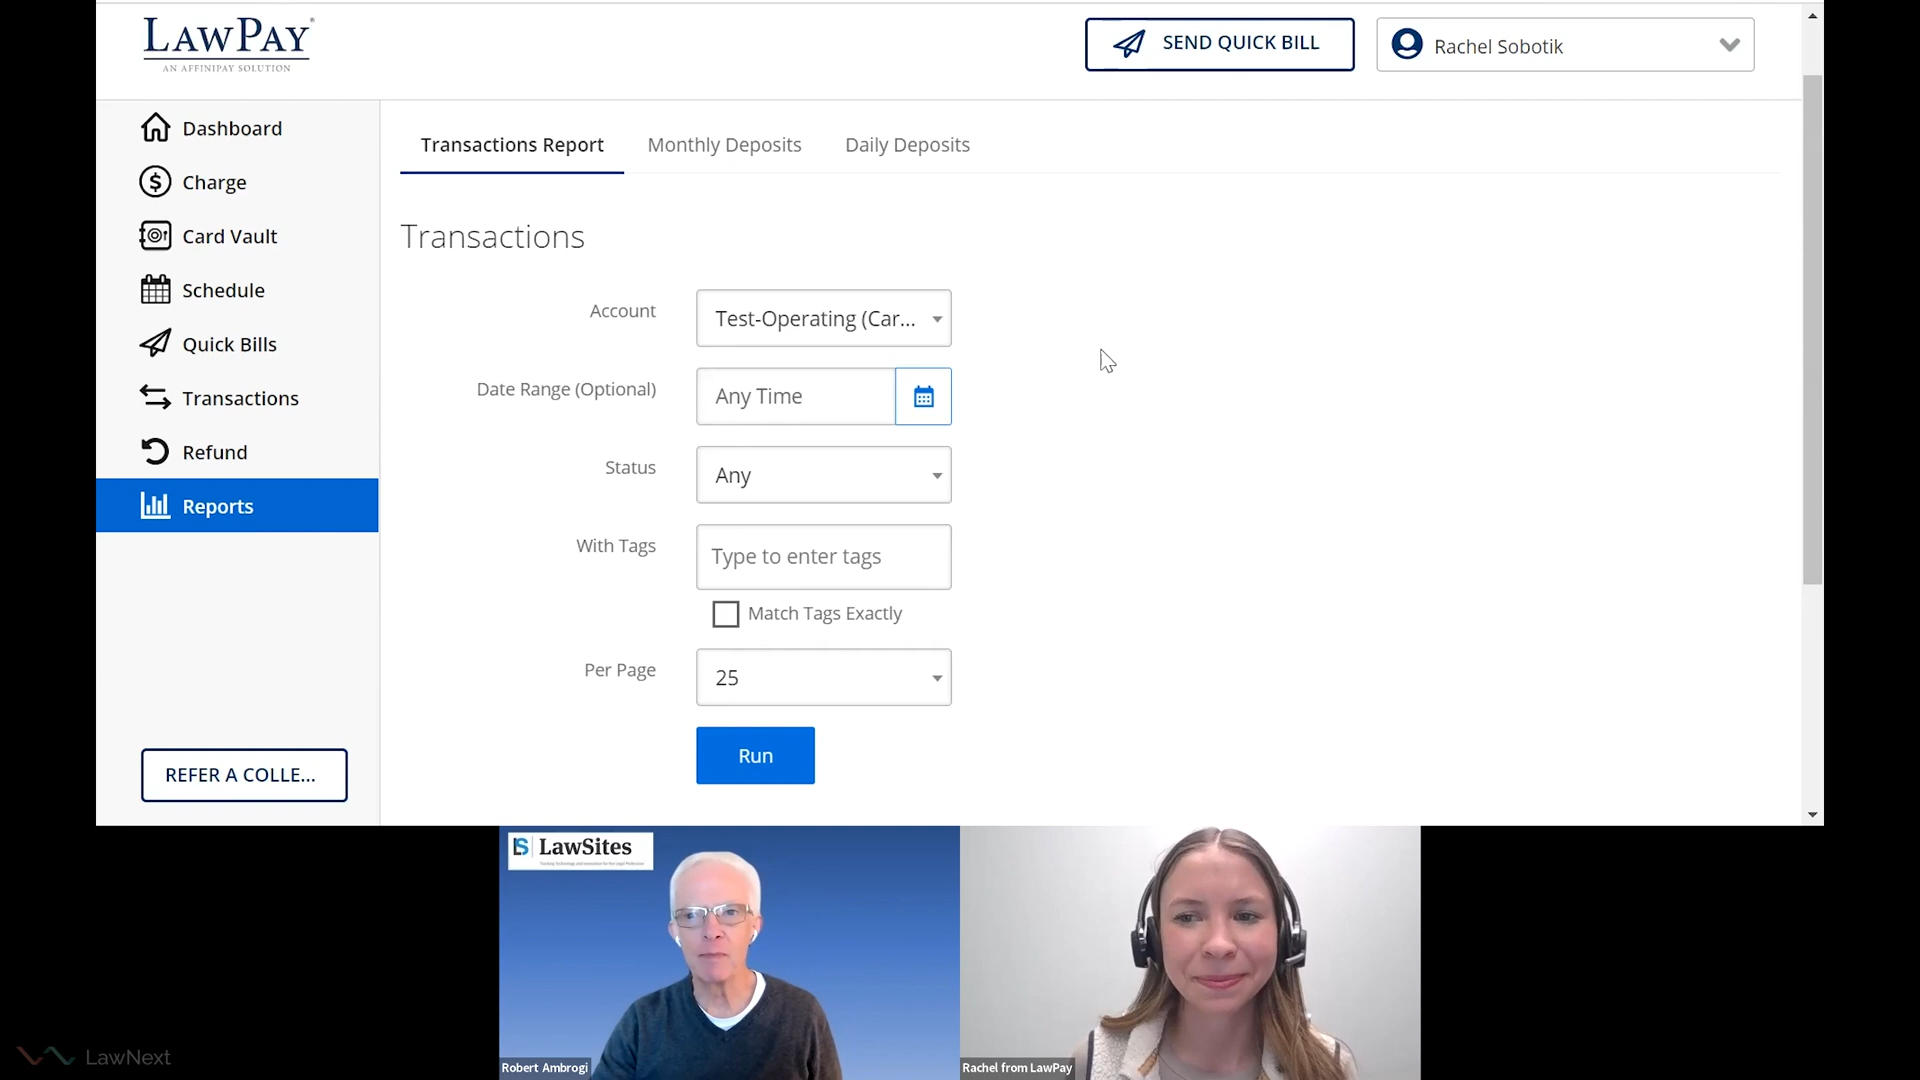 LAWPAY
AN AFFINIPAY SOLUTION
SEND QUICK BILL
Rachel Sobotik
Dashboard
Charge
Card Vault
Schedule
Quick Bills
Transactions
Refund
Reports
REFER A COLLE...
Transactions Report
Monthly Deposits
Daily Deposits
Transactions
Account
Test-Operating (Car...
Date Range (Optional)
Any Time
Status
Any
With Tags
Type to enter tags
Match Tags Exactly
Per Page
25
Run
LS LawSites
Robert Ambrogi
Rachel from LawPay
LawNext